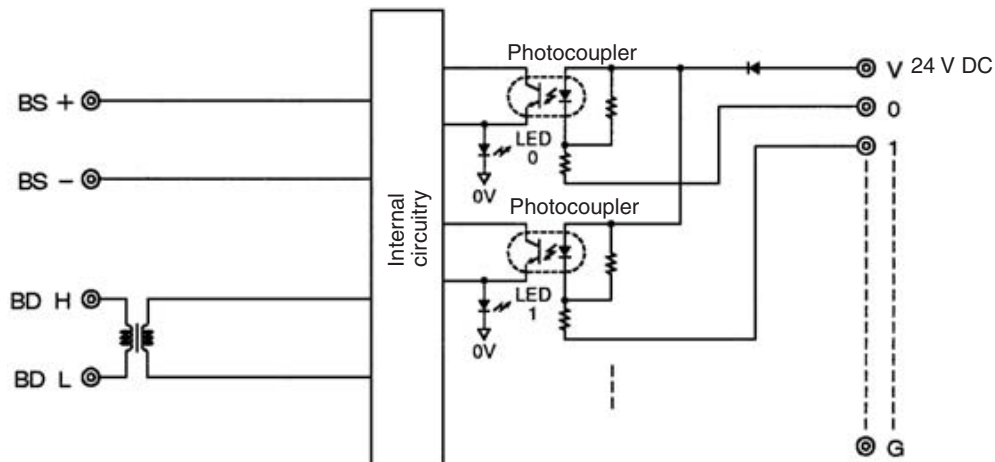 Photocoupler
V 24 V DC
BS +
0
LED
0
1
0V
BS -
Internal
circuitry
Photocoupler
BD H
LED
1
0V
BD L
G